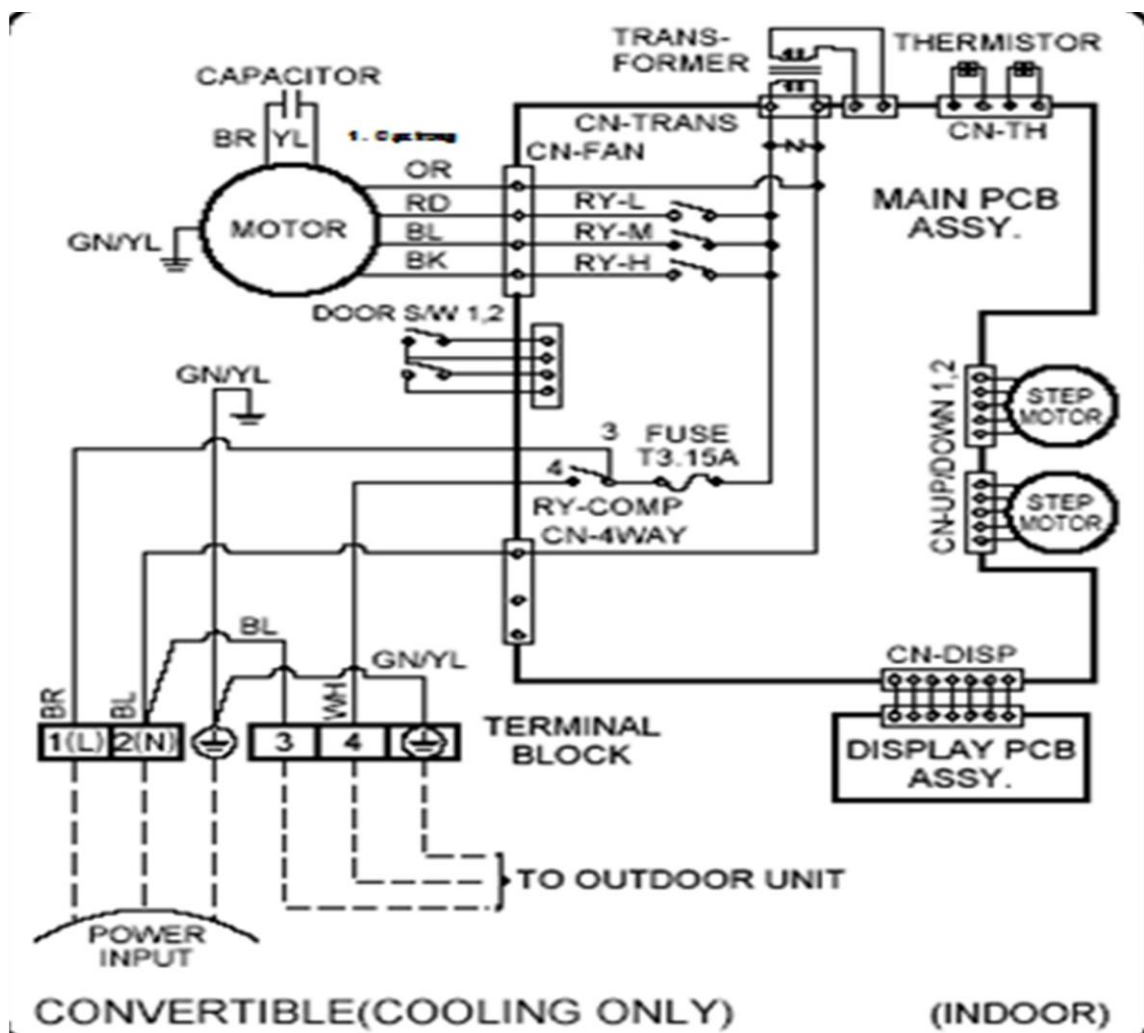 TRANS-
FORMER
THERMISTOR
CAPACITOR
CN-TRANS
CN-TH
BR YL
1.
CN-FAN
OR
MAIN PCB
ASSY.
RD
RY-L
MOTOR
GN/YL
BL
RY-M
BK
RY-H
DOOR S/W 1,2
GN/YL
CN-UP/DOWN 1,2
STEP
MOTOR
3
FUSE
T3.15A
4
RY-COMP
STEP
MOTOR
CN-4WAY
BL
GN/YL
CN-DISP
BR
BL
WH
1(L)
2(N)
3
4
TERMINAL
BLOCK
DISPLAY PCB
ASSY.
TO OUTDOOR UNIT
POWER
INPUT
CONVERTIBLE(COOLING ONLY)
(INDOOR)